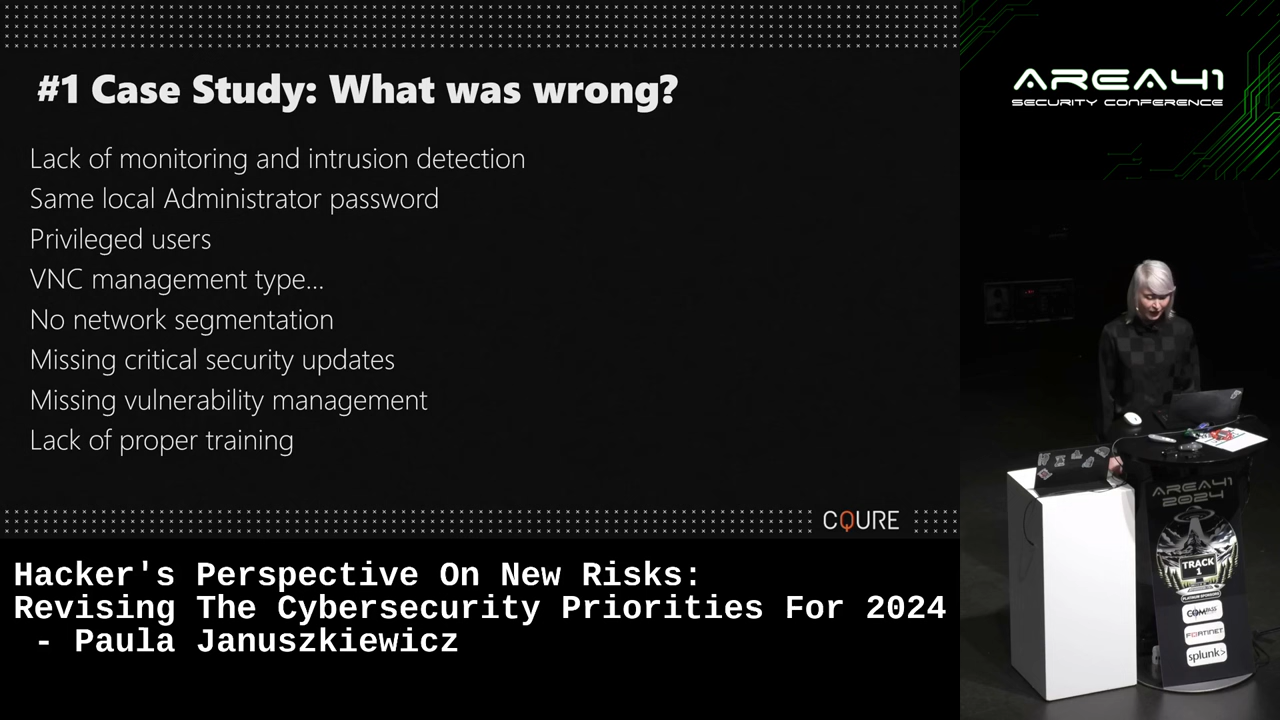 #1 Case Study: What was wrong?
Lack of monitoring and intrusion detection
Same local Administrator password
Privileged users
VNC management type...
No network segmentation
Missing critical security updates
Missing vulnerability management
Lack of proper training
CQURE
Hacker's Perspective On New Risks:
Revising The Cybersecurity Priorities For 2024
- Paula Januszkiewicz
AREA41
SECURITY CONFERENCE
AREA41
2024
TRACK
1
PLATINUM SPONSORS
COMPASS
FORTINET
splunk>